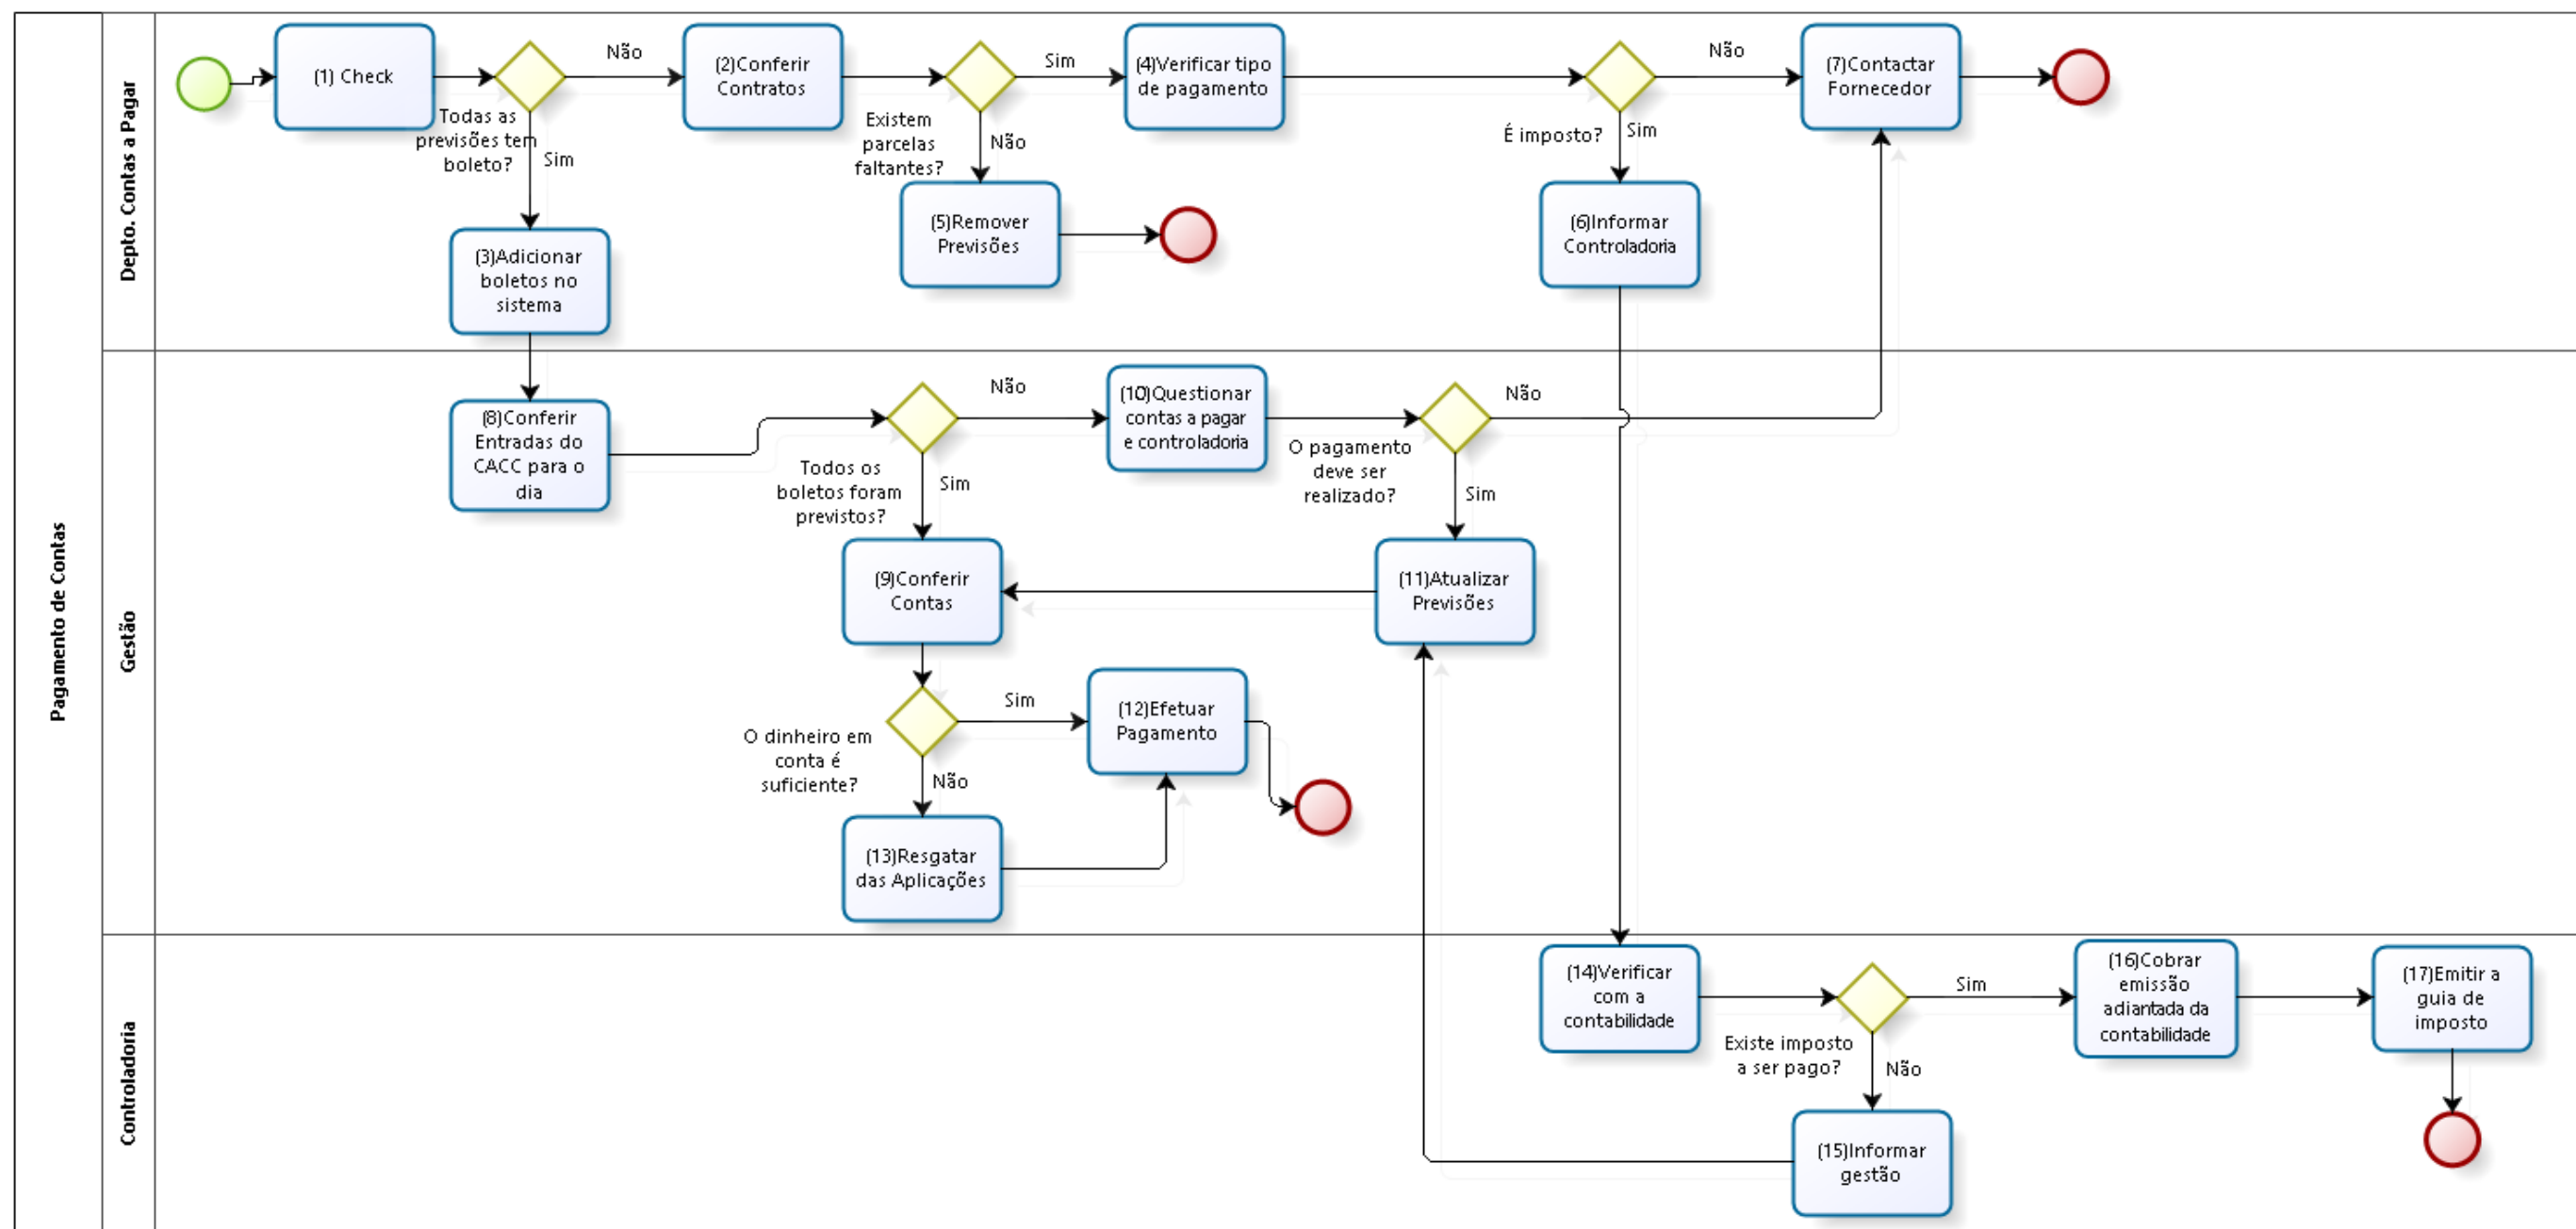 Pagamento de Contas
Depto. Contas a Pagar
(1) Check
Todas as
previsões tem
boleto?
Não
Sim
(2)Conferir
Contratos
Existem
parcelas
faltantes?
Sim
Não
(4)Verificar tipo
de pagamento
É imposto?
Não
Sim
(7)Contactar
Fornecedor
(5)Remover
Previsões
(6)Informar
Controladoria
(3)Adicionar
boletos no
sistema
Gestão
(8)Conferir
Entradas do
CACC para o
dia
Todos os
boletos foram
previstos?
Não
Sim
(10)Questionar
contas a pagar
e controladoria
O pagamento
deve ser
realizado?
Não
Sim
(9)Conferir
Contas
(11)Atualizar
Previsões
O dinheiro em
conta é
suficiente?
Sim
Não
(12)Efetuar
Pagamento
(13)Resgatar
das Aplicações
Controladoria
(14)Verificar
com a
contabilidade
Existe imposto
a ser pago?
Sim
Não
(16)Cobrar
emissão
adiantada da
contabilidade
(17)Emitir a
guia de
imposto
(15)Informar
gestão